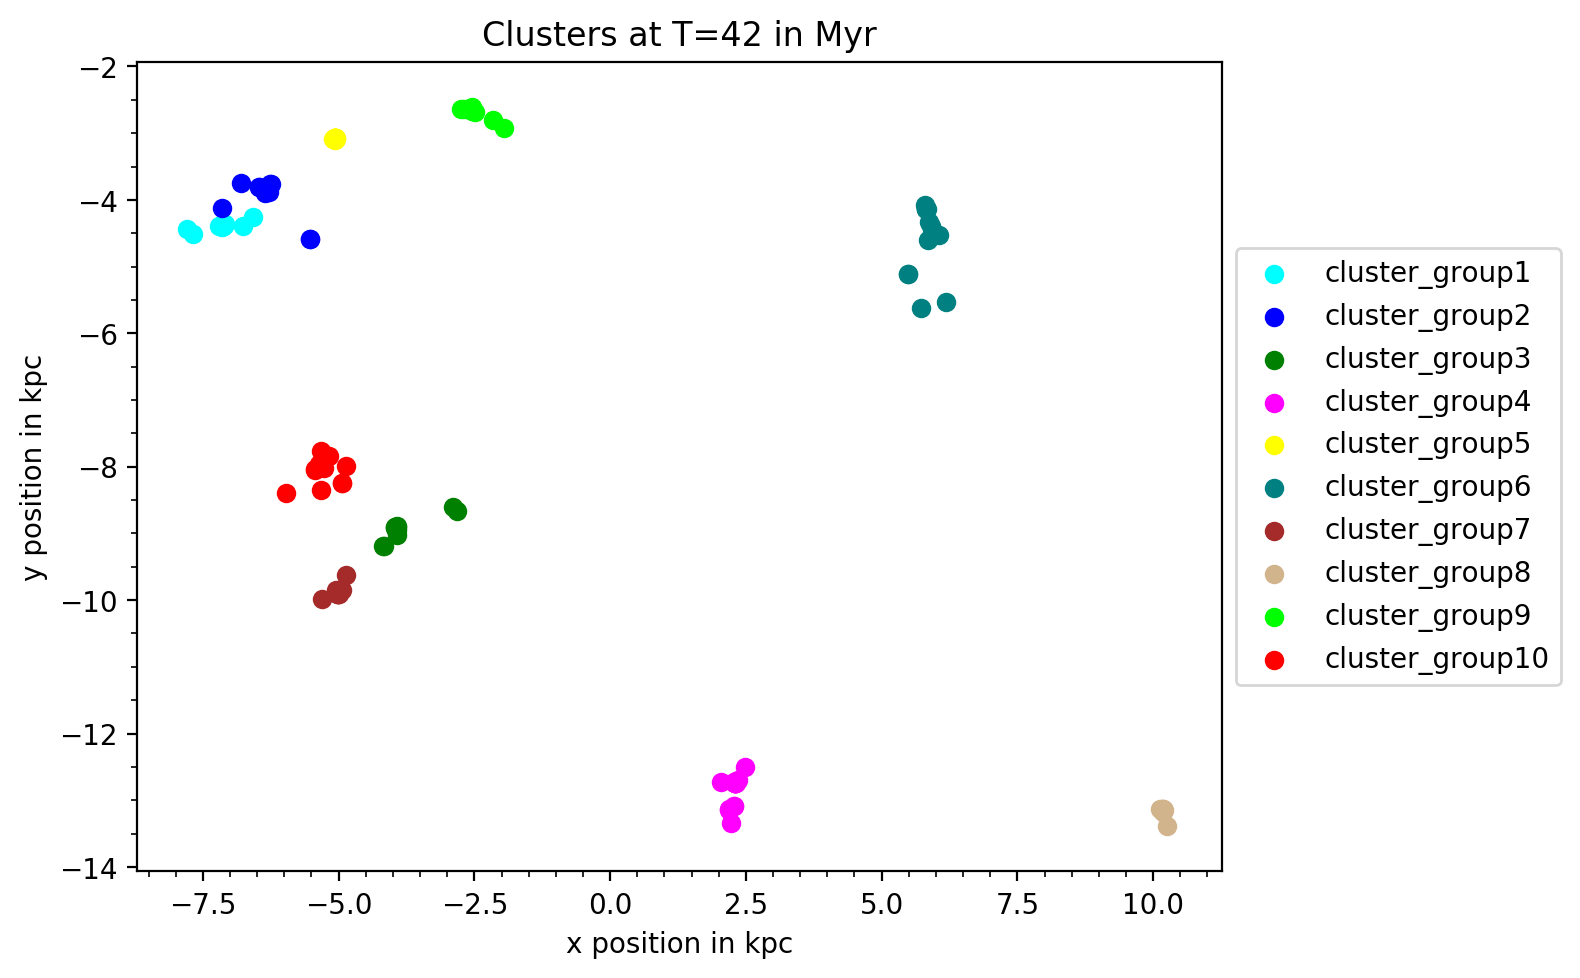 Clusters at T=42 in Myr
−2
−4
−6
−8
−10
−12
−14
y position in kpc
−7.5 −5.0 −2.5 0.0 2.5 5.0 7.5 10.0
x position in kpc
cluster_group1
cluster_group2
cluster_group3
cluster_group4
cluster_group5
cluster_group6
cluster_group7
cluster_group8
cluster_group9
cluster_group10